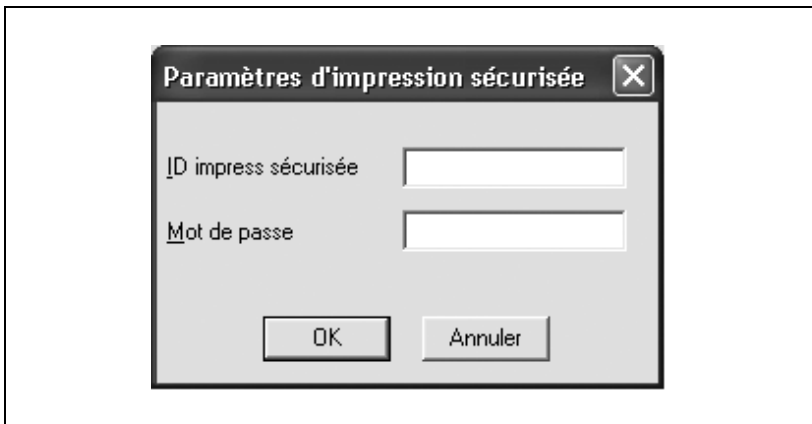 Paramètres d'impression sécurisée
ID impress sécurisée
Mot de passe
OK Annuler